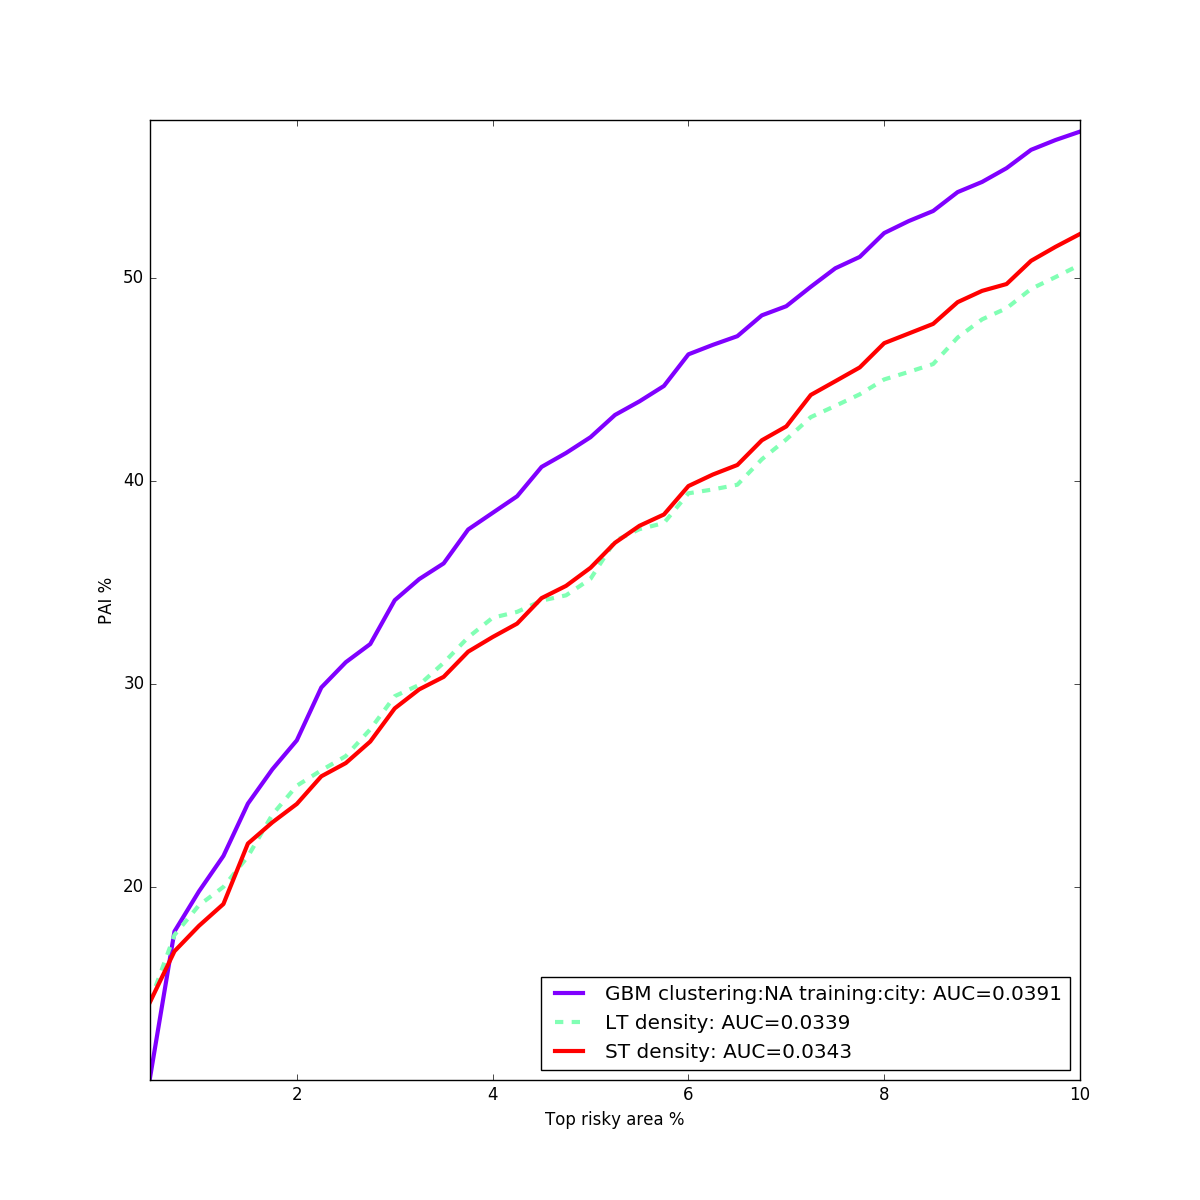 50
40
30
20
PAI %
2
4
6
8
10
Top risky area %
GBM clustering:NA training:city: AUC=0.0391
LT density: AUC=0.0339
ST density: AUC=0.0343